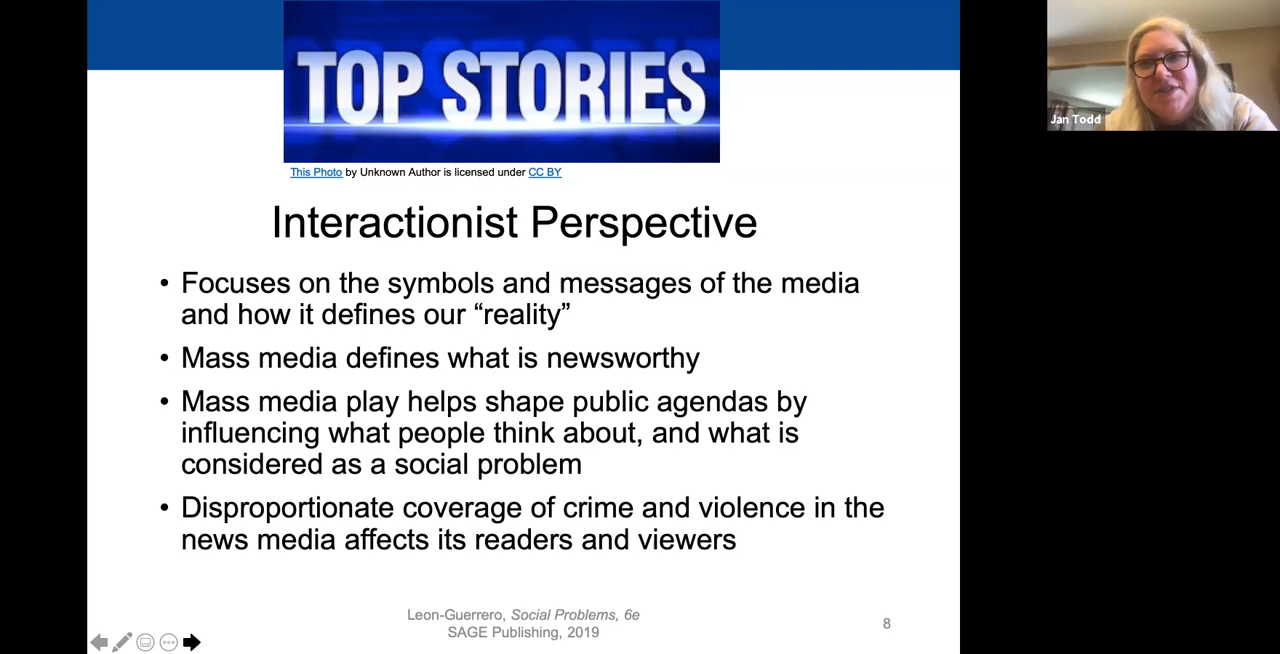 TOP STORIES
Jan Todd
This Photo by Unknown Author is licensed under CC BY
Interactionist Perspective
• Focuses on the symbols and messages of the media
and how it defines our “reality”
• Mass media defines what is newsworthy
• Mass media play helps shape public agendas by
influencing what people think about, and what is
considered as a social problem
• Disproportionate coverage of crime and violence in the
news media affects its readers and viewers
Leon-Guerrero, Social Problems, 6e
SAGE Publishing, 2019
8